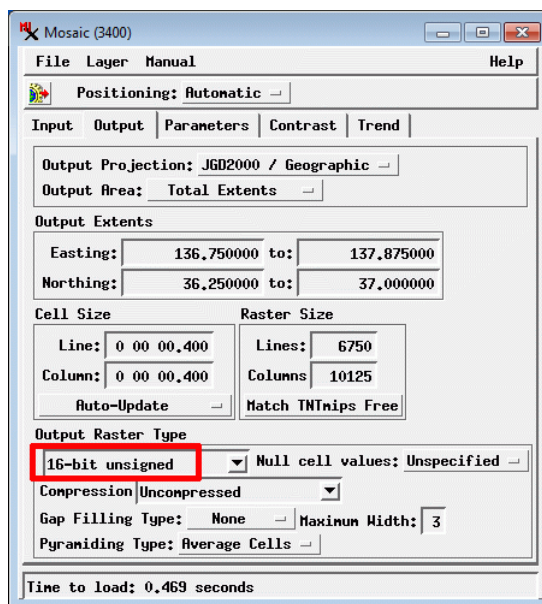 Mosaic (3400)
File Layer Manual Help
Positioning: Automatic
Input Output Parameters Contrast Trend
Output Projection: JGD2000 / Geographic
Output Area: Total Extents
Output Extents
Easting: 136.750000 to: 137.875000
Northing: 36.250000 to: 37.000000
Cell Size Raster Size
Line: 0 00 00.400 Lines: 6750
Column: 0 00 00.400 Columns 10125
Auto-Update Match TNTmips Free
Output Raster Type
16-bit unsigned Null cell values: Unspecified
Compression Uncompressed
Gap Filling Type: None Maximum Width: 3
Pyramiding Type: Average Cells
Time to load: 0.469 seconds